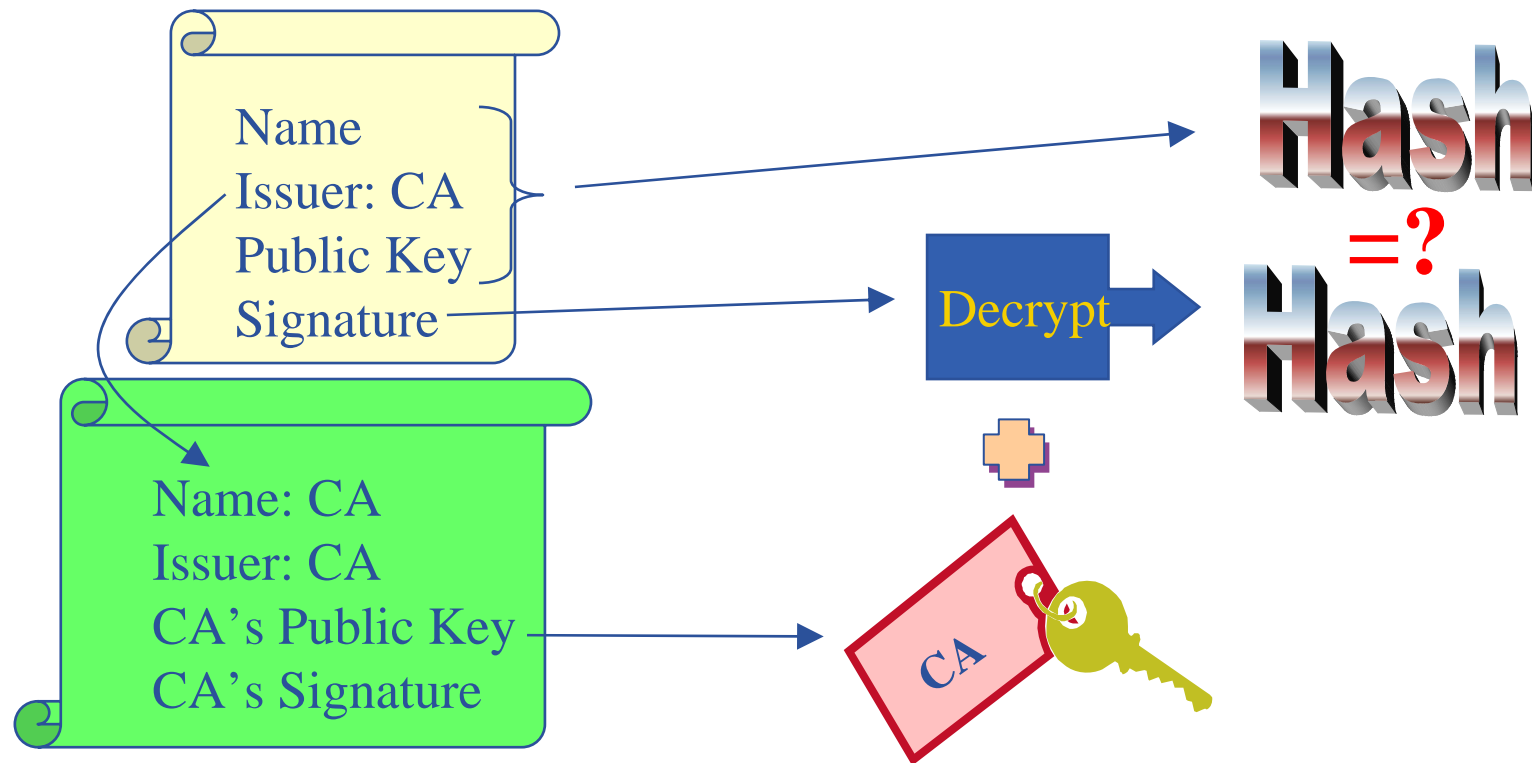 Name
Issuer: CA
Public Key
Signature
Hash
=?
Decrypt
Hash
Name: CA
Issuer: CA
CA’s Public Key
CA’s Signature
CA